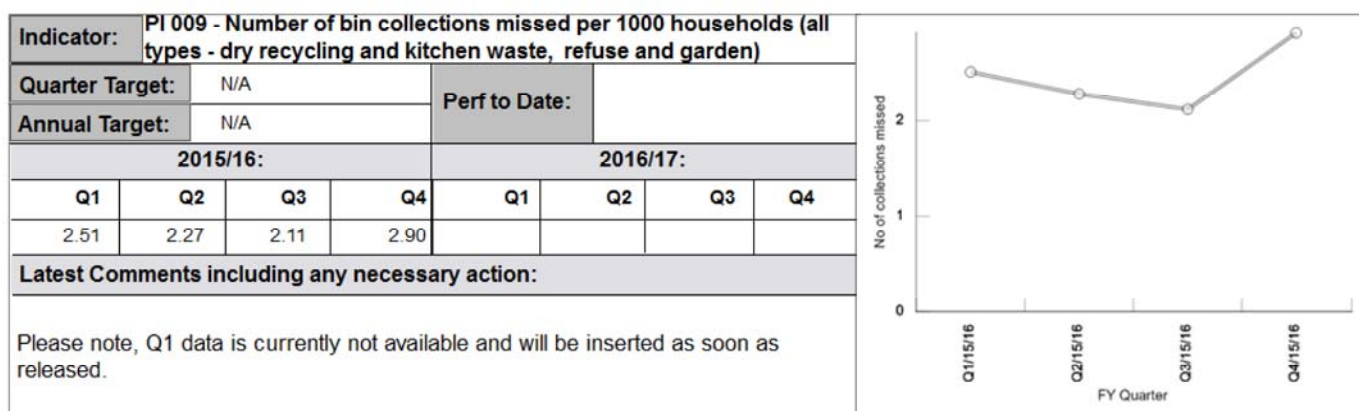 Indicator: PI 009 - Number of bin collections missed per 1000 households (all
types - dry recycling and kitchen waste, refuse and garden)
Quarter Target: N/A
Perf to Date:
Annual Target: N/A
2015/16: 2016/17:
Q1 Q2 Q3 Q4 Q1 Q2 Q3 Q4
2.51 2.27 2.11 2.90
Latest Comments including any necessary action:
Please note, Q1 data is currently not available and will be inserted as soon as
released.
No of collections missed
2
1
0
Q1/15/16 Q2/15/16 Q3/15/16 Q4/15/16
FY Quarter